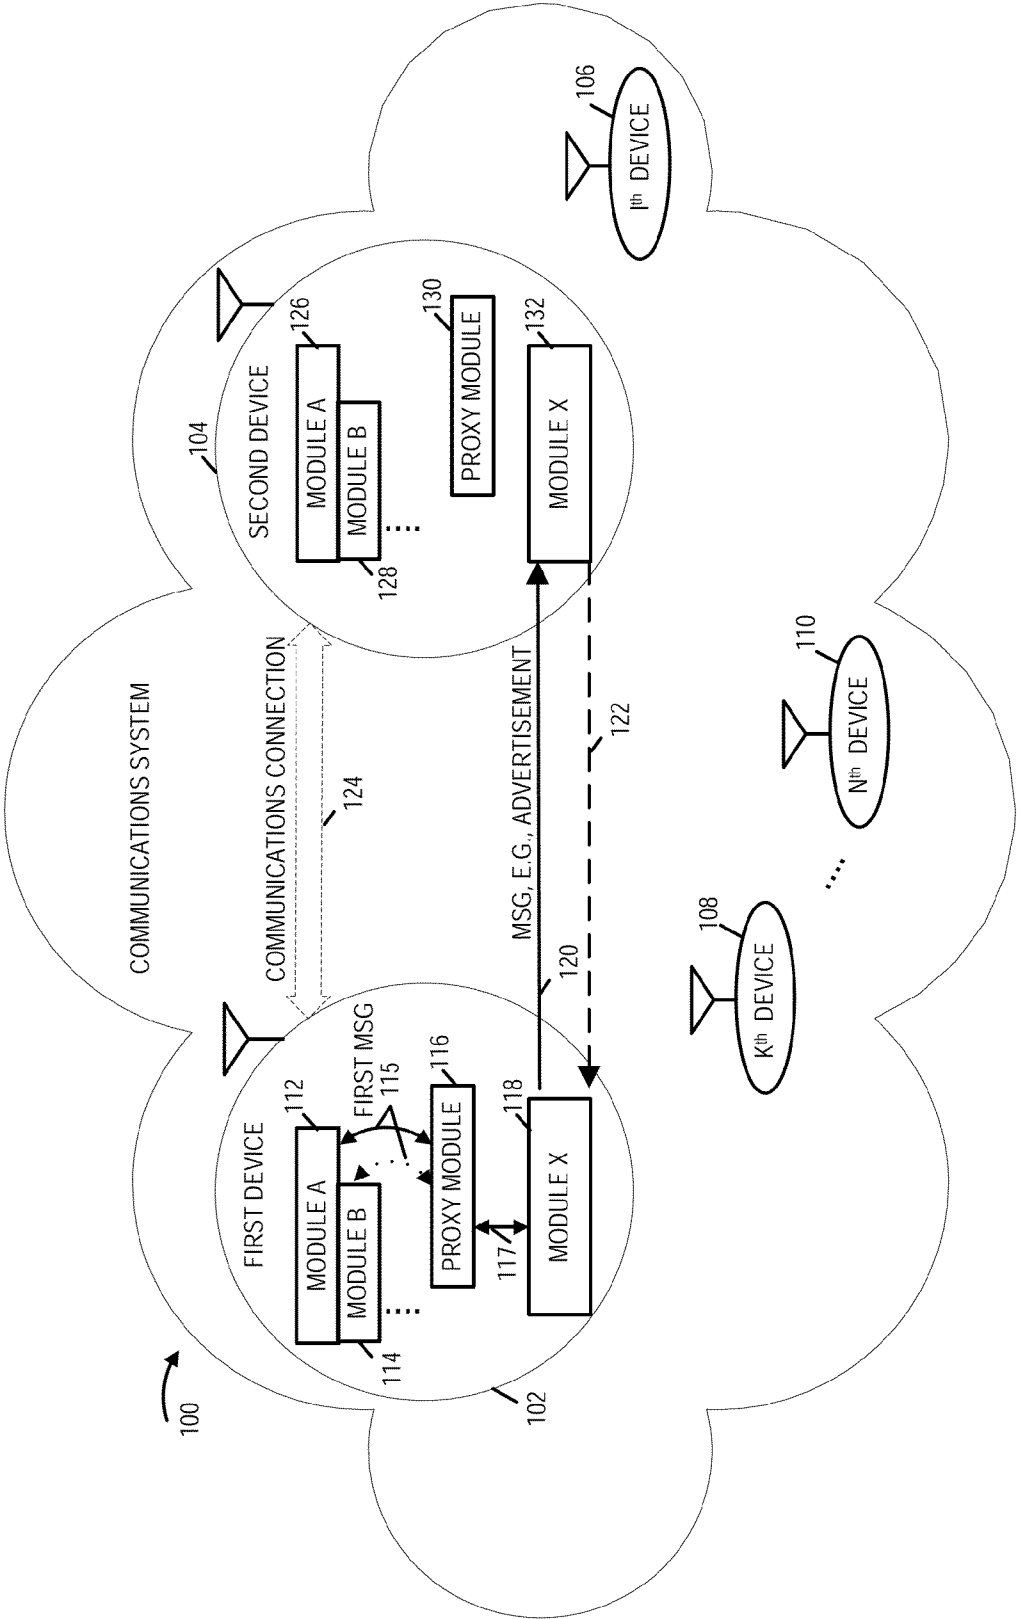 100
COMMUNICATIONS SYSTEM
FIRST DEVICE
102
MODULE A
112
MODULE B
114
.....
FIRST MSG
115
PROXY MODULE
116
117
MODULE X
118
COMMUNICATIONS CONNECTION
124
MSG, E.G., ADVERTISEMENT
120
122
104
SECOND DEVICE
MODULE A
126
MODULE B
128
.....
PROXY MODULE
130
MODULE X
132
Kth DEVICE
108
.....
Nth DEVICE
110
Ith DEVICE
106